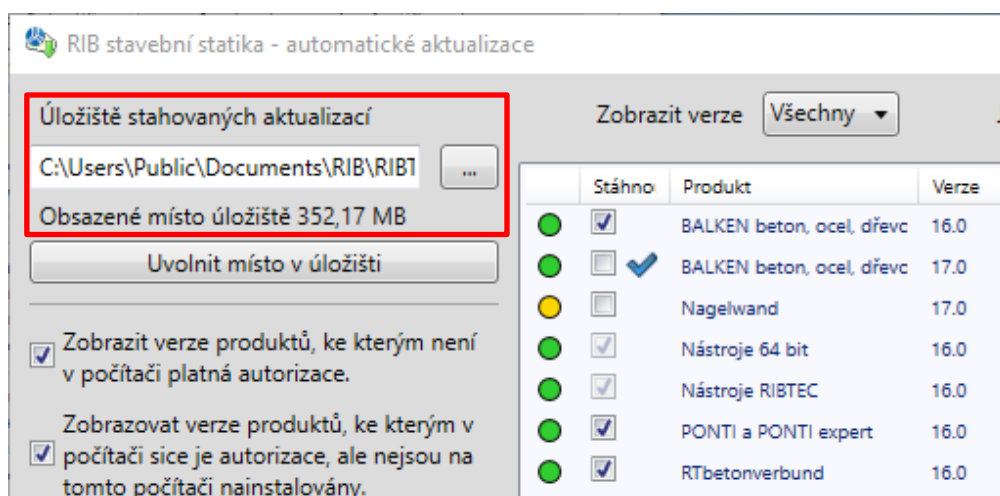 RIB stavební statika - automatické aktualizace
Úložiště stahovaných aktualizací
C:\Users\Public\Documents\RIB\RIBT
...
Obsazené místo úložiště 352,17 MB
Uvolnit místo v úložišti
Zobrazit verze produktů, ke kterým není
v počítači platná autorizace.
Zobrazovat verze produktů, ke kterým v
počítači sice je autorizace, ale nejsou na
tomto počítači nainstalovány.
Zobrazit verze Všechny
Stáhno Produkt Verze
BALKEN beton, ocel, dřevc 16.0
BALKEN beton, ocel, dřevc 17.0
Nagelwand 17.0
Nástroje 64 bit 16.0
Nástroje RIBTEC 16.0
PONTI a PONTI expert 16.0
RTbetonverbund 16.0